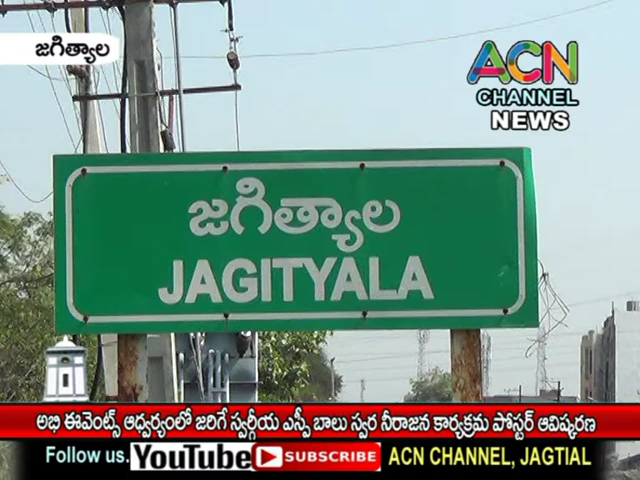 జగిత్యాల
ACN
CHANNEL
NEWS
జగిత్యాల
JAGITYALA
అభి ఈవెంట్స్ ఆధ్వర్యంలో జరిగే స్వర్గీయ ఎస్పీ బాలు స్వర నీరాజన కార్యక్రమ పోస్టర్ ఆవిష్కరణ
Follow us. YouTube SUBSCRIBE ACN CHANNEL, JAGTIAL